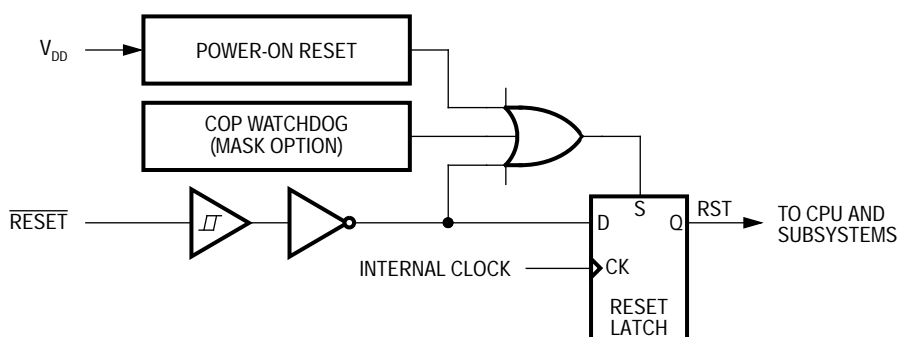 V_DD
POWER-ON RESET
COP WATCHDOG
(MASK OPTION)
RESET
D
S
Q
RST
TO CPU AND
SUBSYSTEMS
INTERNAL CLOCK
CK
RESET
LATCH